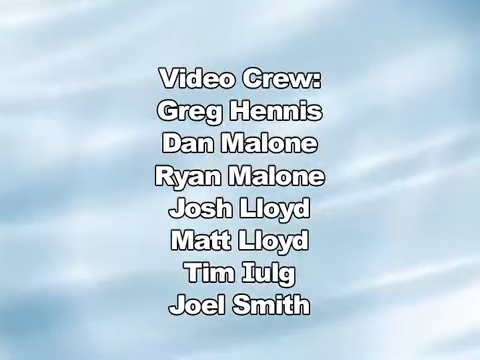 Video Crew:
Greg Hennis
Dan Malone
Ryan Malone
Josh Lloyd
Matt Lloyd
Tim Iulg
Joel Smith